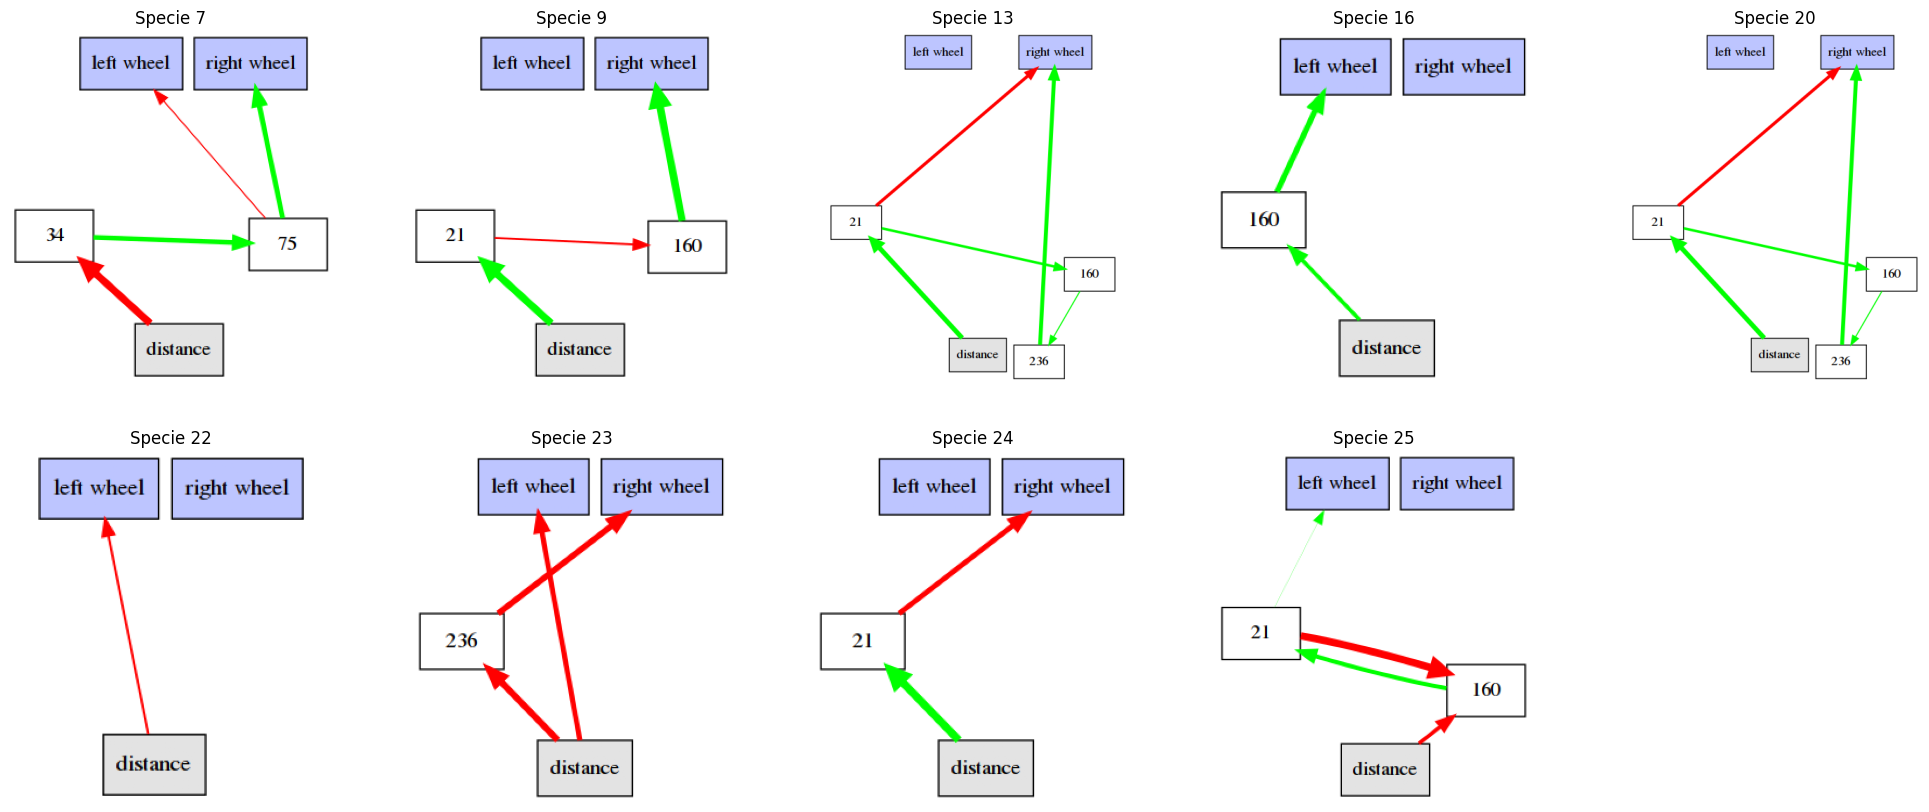 Specie 7
left wheel
right wheel
34
75
distance
Specie 9
left wheel
right wheel
21
160
distance
Specie 13
left wheel
right wheel
21
160
distance
236
Specie 16
left wheel
right wheel
160
distance
Specie 20
left wheel
right wheel
21
160
distance
236
Specie 22
left wheel
right wheel
distance
Specie 23
left wheel
right wheel
236
distance
Specie 24
left wheel
right wheel
21
distance
Specie 25
left wheel
right wheel
21
160
distance